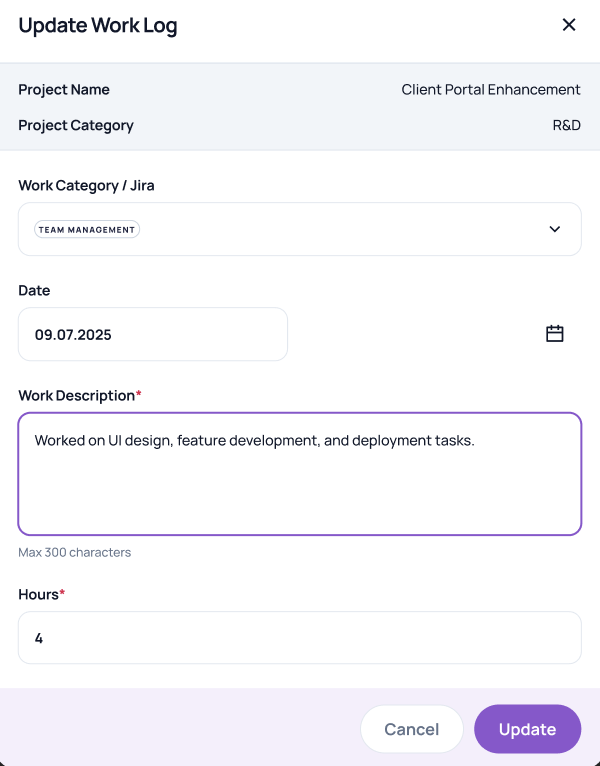 Update Work Log
Project Name Client Portal Enhancement
Project Category R&D
Work Category / Jira
TEAM MANAGEMENT
Date
09.07.2025
Work Description*
Worked on UI design, feature development, and deployment tasks.
Max 300 characters
Hours*
4
Cancel Update